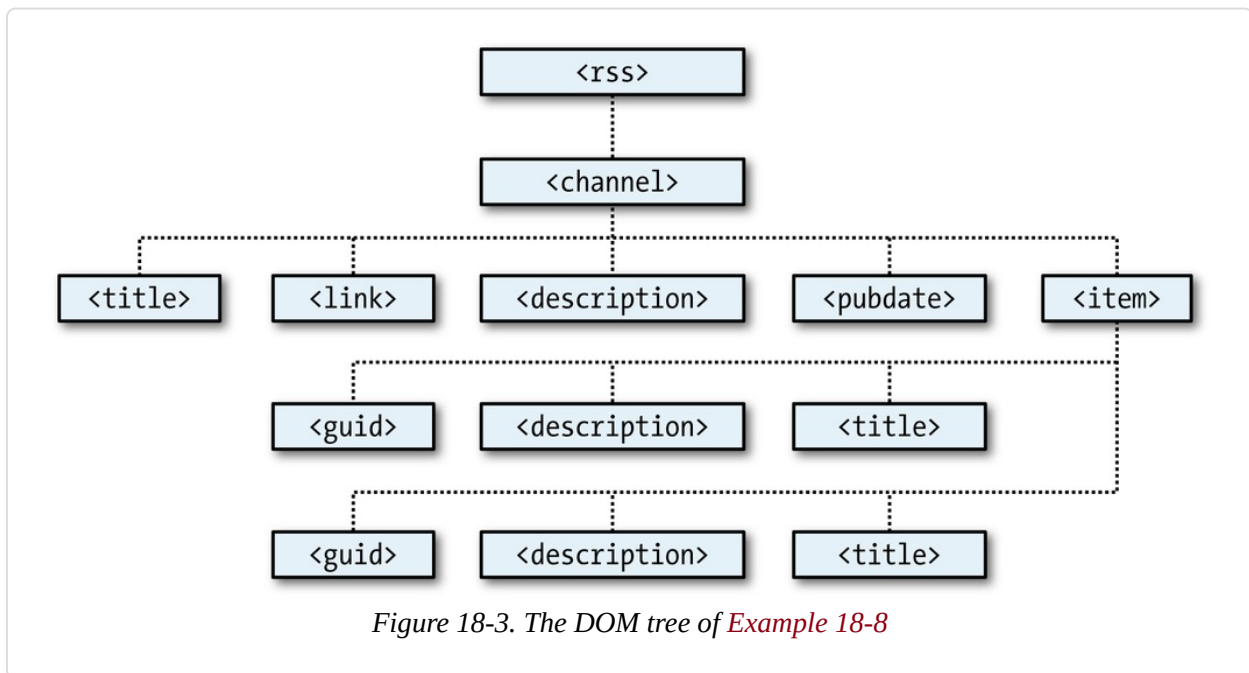 <rss>
<channel>
<title> <link> <description> <pubdate> <item>
<guid> <description> <title>
<guid> <description> <title>
Figure 18-3. The DOM tree of Example 18-8